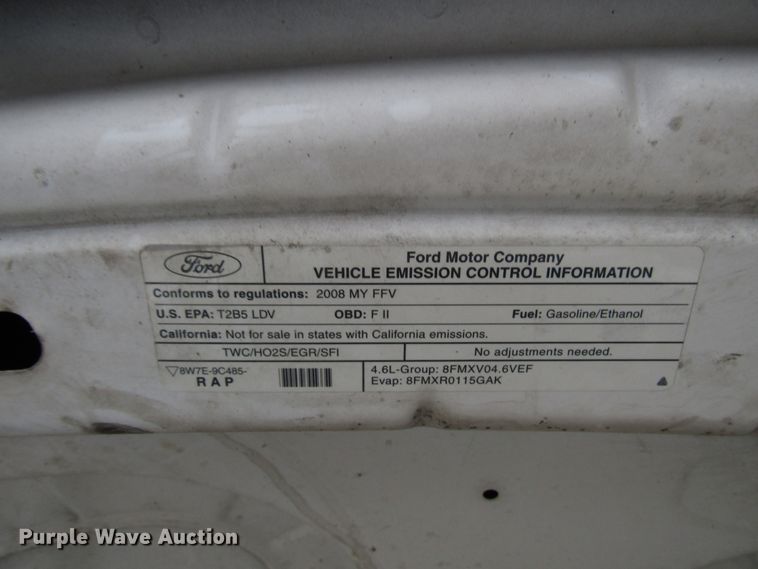 Ford
Ford Motor Company
VEHICLE EMISSION CONTROL INFORMATION
Conforms to regulations: 2008 MY FFV
U.S. EPA: T2B5 LDV OBD: F II Fuel: Gasoline/Ethanol
California: Not for sale in states with California emissions.
TWC/HO2S/EGR/SFI No adjustments needed.
▽8W7E-9C485- 4.6L-Group: 8FMXV04.6VEF
R A P Evap: 8FMXR0115GAK
Purple Wave Auction